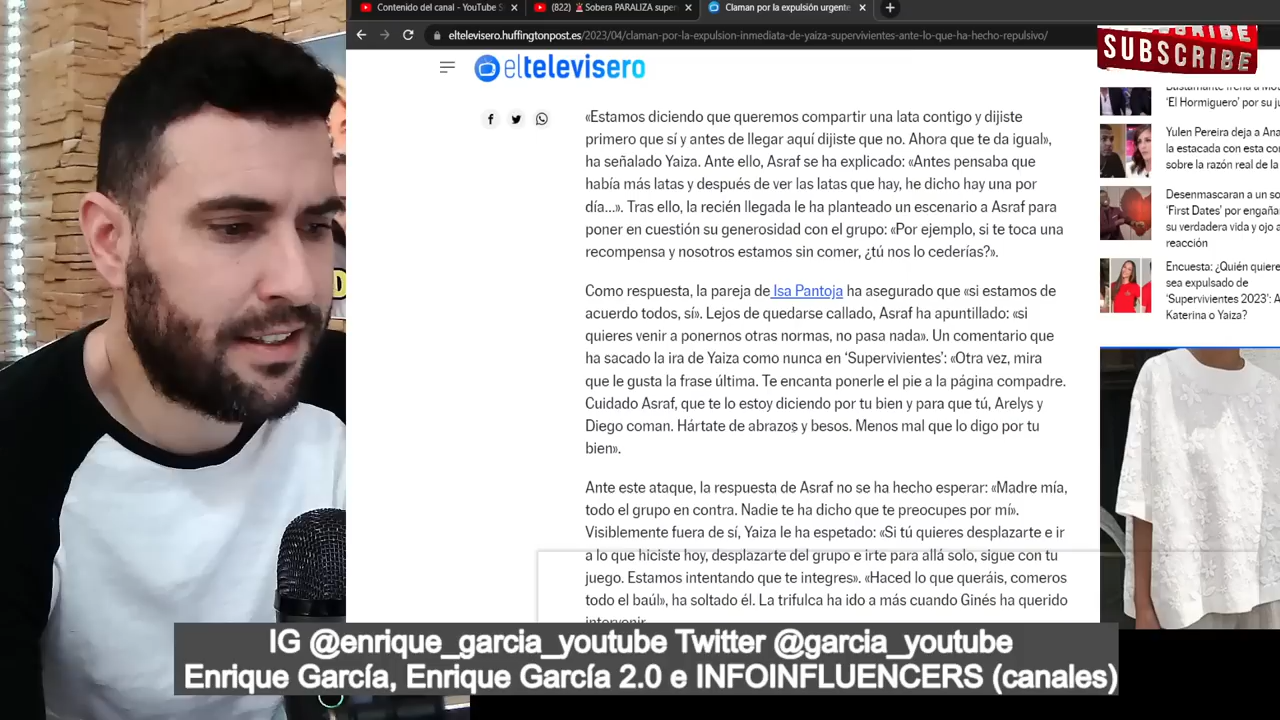 Contenido del canal - YouTube S
(822) 🚨Sobera PARALIZA super
Claman por la expulsión urgente
eltelevisero.huffingtonpost.es/2023/04/claman-por-la-expulsion-inmediata-de-yaiza-supervivientes-ante-lo-que-ha-hecho-repulsivo/
SUBSCRIBE
SUBSCRIBE
eltelevisero
«Estamos diciendo que queremos compartir una lata contigo y dijiste
primero que sí y antes de llegar aquí dijiste que no. Ahora que te da igual»,
ha señalado Yaiza. Ante ello, Asraf se ha explicado: «Antes pensaba que
había más latas y después de ver las latas que hay, he dicho hay una por
día...». Tras ello, la recién llegada le ha planteado un escenario a Asraf para
poner en cuestión su generosidad con el grupo: «Por ejemplo, si te toca una
recompensa y nosotros estamos sin comer, ¿tú nos lo cederías?».
Como respuesta, la pareja de Isa Pantoja ha asegurado que «si estamos de
acuerdo todos, sí». Lejos de quedarse callado, Asraf ha apuntillado: «si
quieres venir a ponernos otras normas, no pasa nada». Un comentario que
ha sacado la ira de Yaiza como nunca en ‘Supervivientes’: «Otra vez, mira
que le gusta la frase última. Te encanta ponerle el pie a la página compadre.
Cuidado Asraf, que te lo estoy diciendo por tu bien y para que tú, Arelys y
Diego coman. Hártate de abrazos y besos. Menos mal que lo digo por tu
bien».
Ante este ataque, la respuesta de Asraf no se ha hecho esperar: «Madre mía,
todo el grupo en contra. Nadie te ha dicho que te preocupes por mí».
Visiblemente fuera de sí, Yaiza le ha espetado: «Si tú quieres desplazarte e ir
a lo que hiciste hoy, desplazarte del grupo e irte para allá solo, sigue con tu
juego. Estamos intentando que te integres». «Haced lo que queráis, comeros
todo el baúl», ha soltado él. La trifulca ha ido a más cuando Ginés ha querido
intervenir
Bustamante frena a Mo
‘El Hormiguero’ por su j
Yulen Pereira deja a Ana
la estacada con esta co
sobre la razón real de la
Desenmascaran a un so
‘First Dates’ por engaña
su verdadera vida y ojo a
reacción
Encuesta: ¿Quién quiere
sea expulsado de
‘Supervivientes 2023’: A
Katerina o Yaiza?
IG @enrique_garcia_youtube Twitter @garcia_youtube
Enrique García, Enrique García 2.0 e INFOINFLUENCERS (canales)